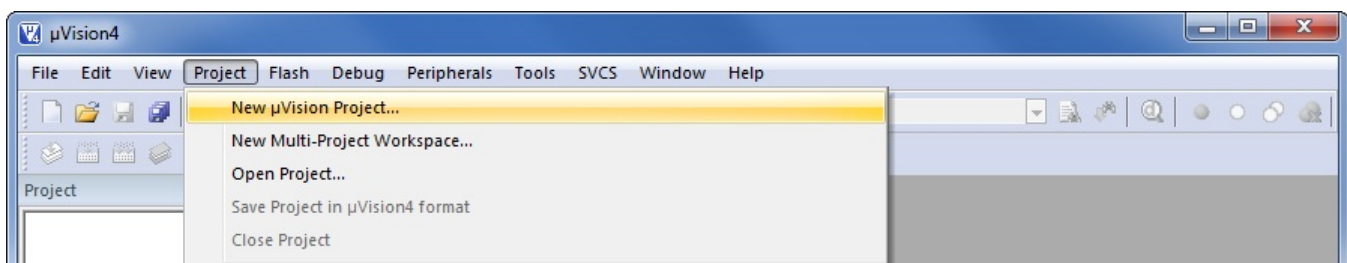 µVision4
File Edit View Project Flash Debug Peripherals Tools SVCS Window Help
New µVision Project...
New Multi-Project Workspace...
Open Project...
Project
Save Project in µVision4 format
Close Project